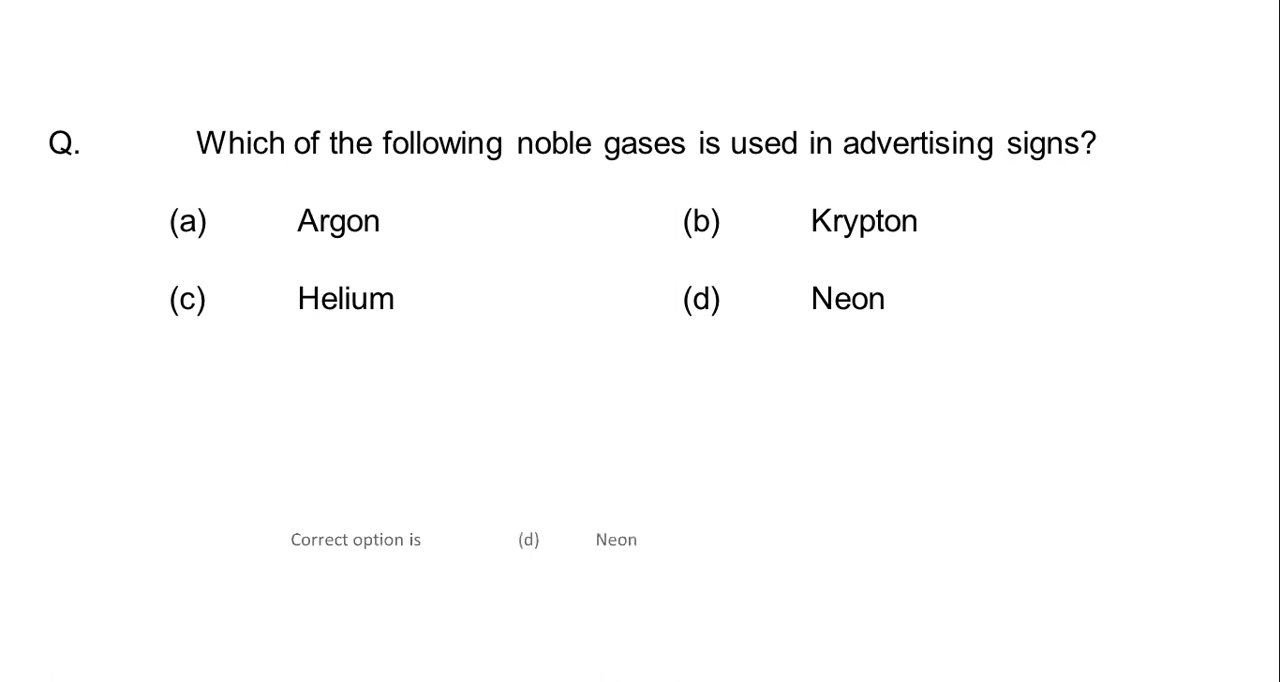 Q. Which of the following noble gases is used in advertising signs?
(a) Argon (b) Krypton
(c) Helium (d) Neon
Correct option is (d) Neon